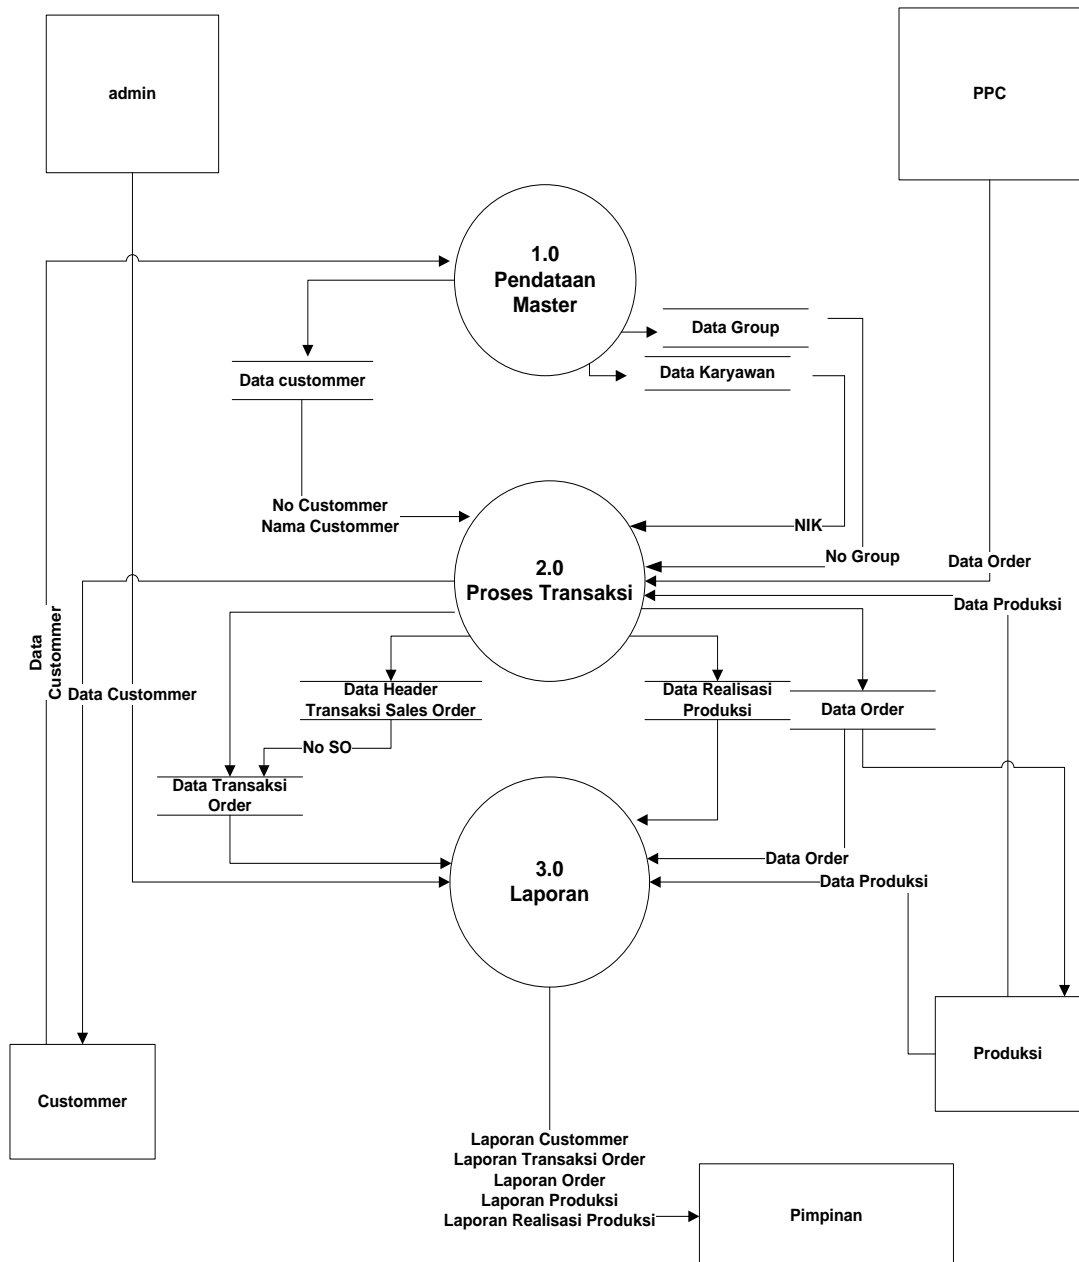 admin
PPC
1.0
Pendataan
Master
Data Group
Data Karyawan
Data custommer
No Custommer
Nama Custommer
NIK
No Group
2.0
Proses Transaksi
Data Order
Data Produksi
Data
Custommer
Data Custommer
Data Header
Transaksi Sales Order
Data Realisasi
Produksi
Data Order
No SO
Data Transaksi
Order
3.0
Laporan
Data Order
Data Produksi
Produksi
Custommer
Laporan Custommer
Laporan Transaksi Order
Laporan Order
Laporan Produksi
Laporan Realisasi Produksi
Pimpinan